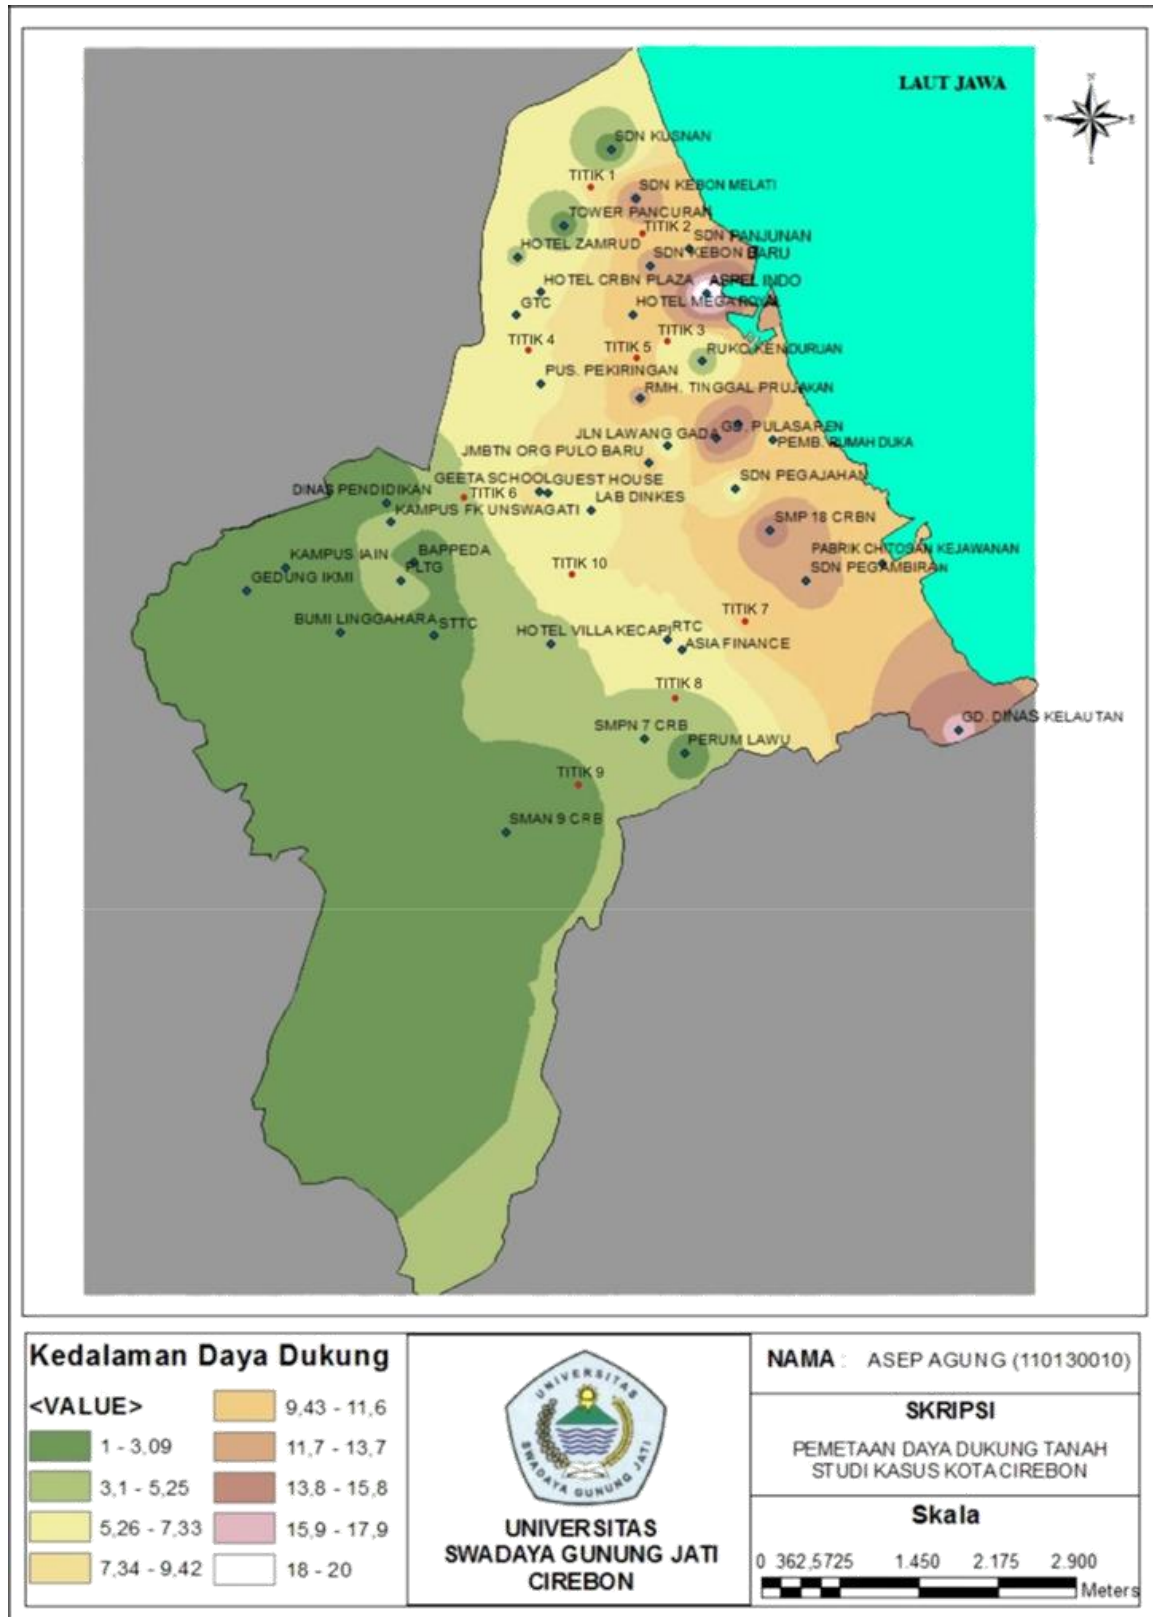 LAUT JAWA
N
SDN KUSNAN
TITIK 1
SDN KEBON MELATI
TOWER PANCURAN
TITIK 2
SDN PANJUNAN
HOTEL ZAMRUD
SDN KEBON BARU
HOTEL CRBN PLAZA
ASPEL INDO
GTC
HOTEL MEGA ROYAL
TITIK 3
TITIK 4
TITIK 5
RUKO KENDURUAN
PUS. PEKIRINGAN
RMH. TINGGAL PRUJAKAN
JLN LAWANG GADA
GD. PULASAREN
PEMB. RUMAH DUKA
JMBTN ORG PULO BARU
GEETA SCHOOL
GUEST HOUSE
SDN PEGAJAHAN
DINAS PENDIDIKAN
TITIK 6
LAB DINKES
KAMPUS FK UNSWAGATI
SMP 18 CRBN
KAMPUS IAIN
BAPPEDA
PABRIK CHITOSAN KEJAWANAN
GEDUNG IKMI
PLTG
TITIK 10
SDN PEGAMBIRAN
TITIK 7
BUMI LINGGAHARA
STTC
HOTEL VILLA KECAPI
RTC
ASIA FINANCE
TITIK 8
SMPN 7 CRB
GD. DINAS KELAUTAN
PERUM LAWU
TITIK 9
SMAN 9 CRB
Kedalaman Daya Dukung
<VALUE>
1 - 3,09
3,1 - 5,25
5,26 - 7,33
7,34 - 9,42
9,43 - 11,6
11,7 - 13,7
13,8 - 15,8
15,9 - 17,9
18 - 20
UNIVERSITAS
SWADAYA GUNUNG JATI
UNIVERSITAS
SWADAYA GUNUNG JATI
CIREBON
NAMA : ASEP AGUNG (110130010)
SKRIPSI
PEMETAAN DAYA DUKUNG TANAH
STUDI KASUS KOTA CIREBON
Skala
0 362,5725 1.450 2.175 2.900
Meters